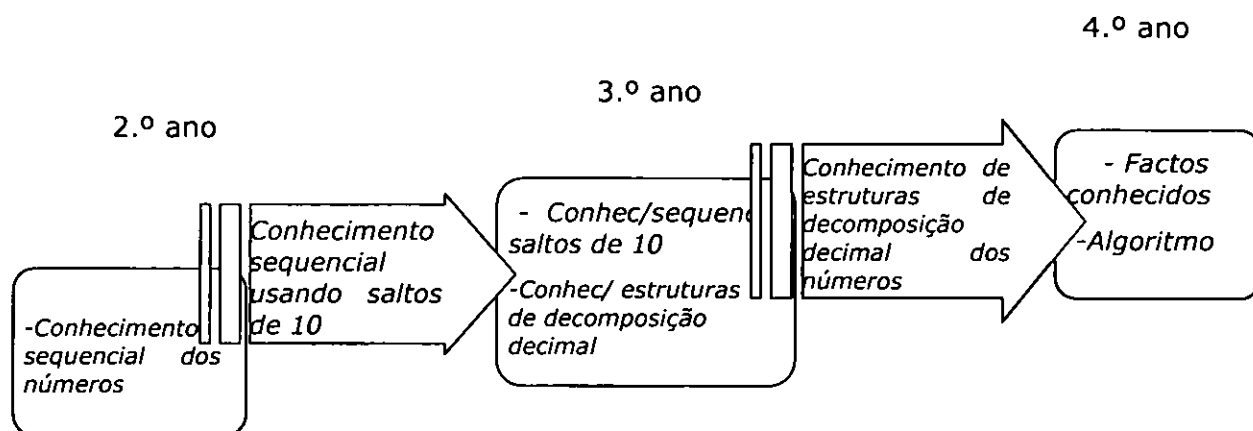 4.º ano
3.º ano
2.º ano
-Conhecimento
sequencial dos
números
Conhecimento
sequencial
usando saltos
de 10
- Conhec/sequenc
saltos de 10
-Conhec/ estruturas
de decomposição
decimal
Conhecimento de
estruturas de
decomposição
decimal dos
números
- Factos
conhecidos
-Algoritmo